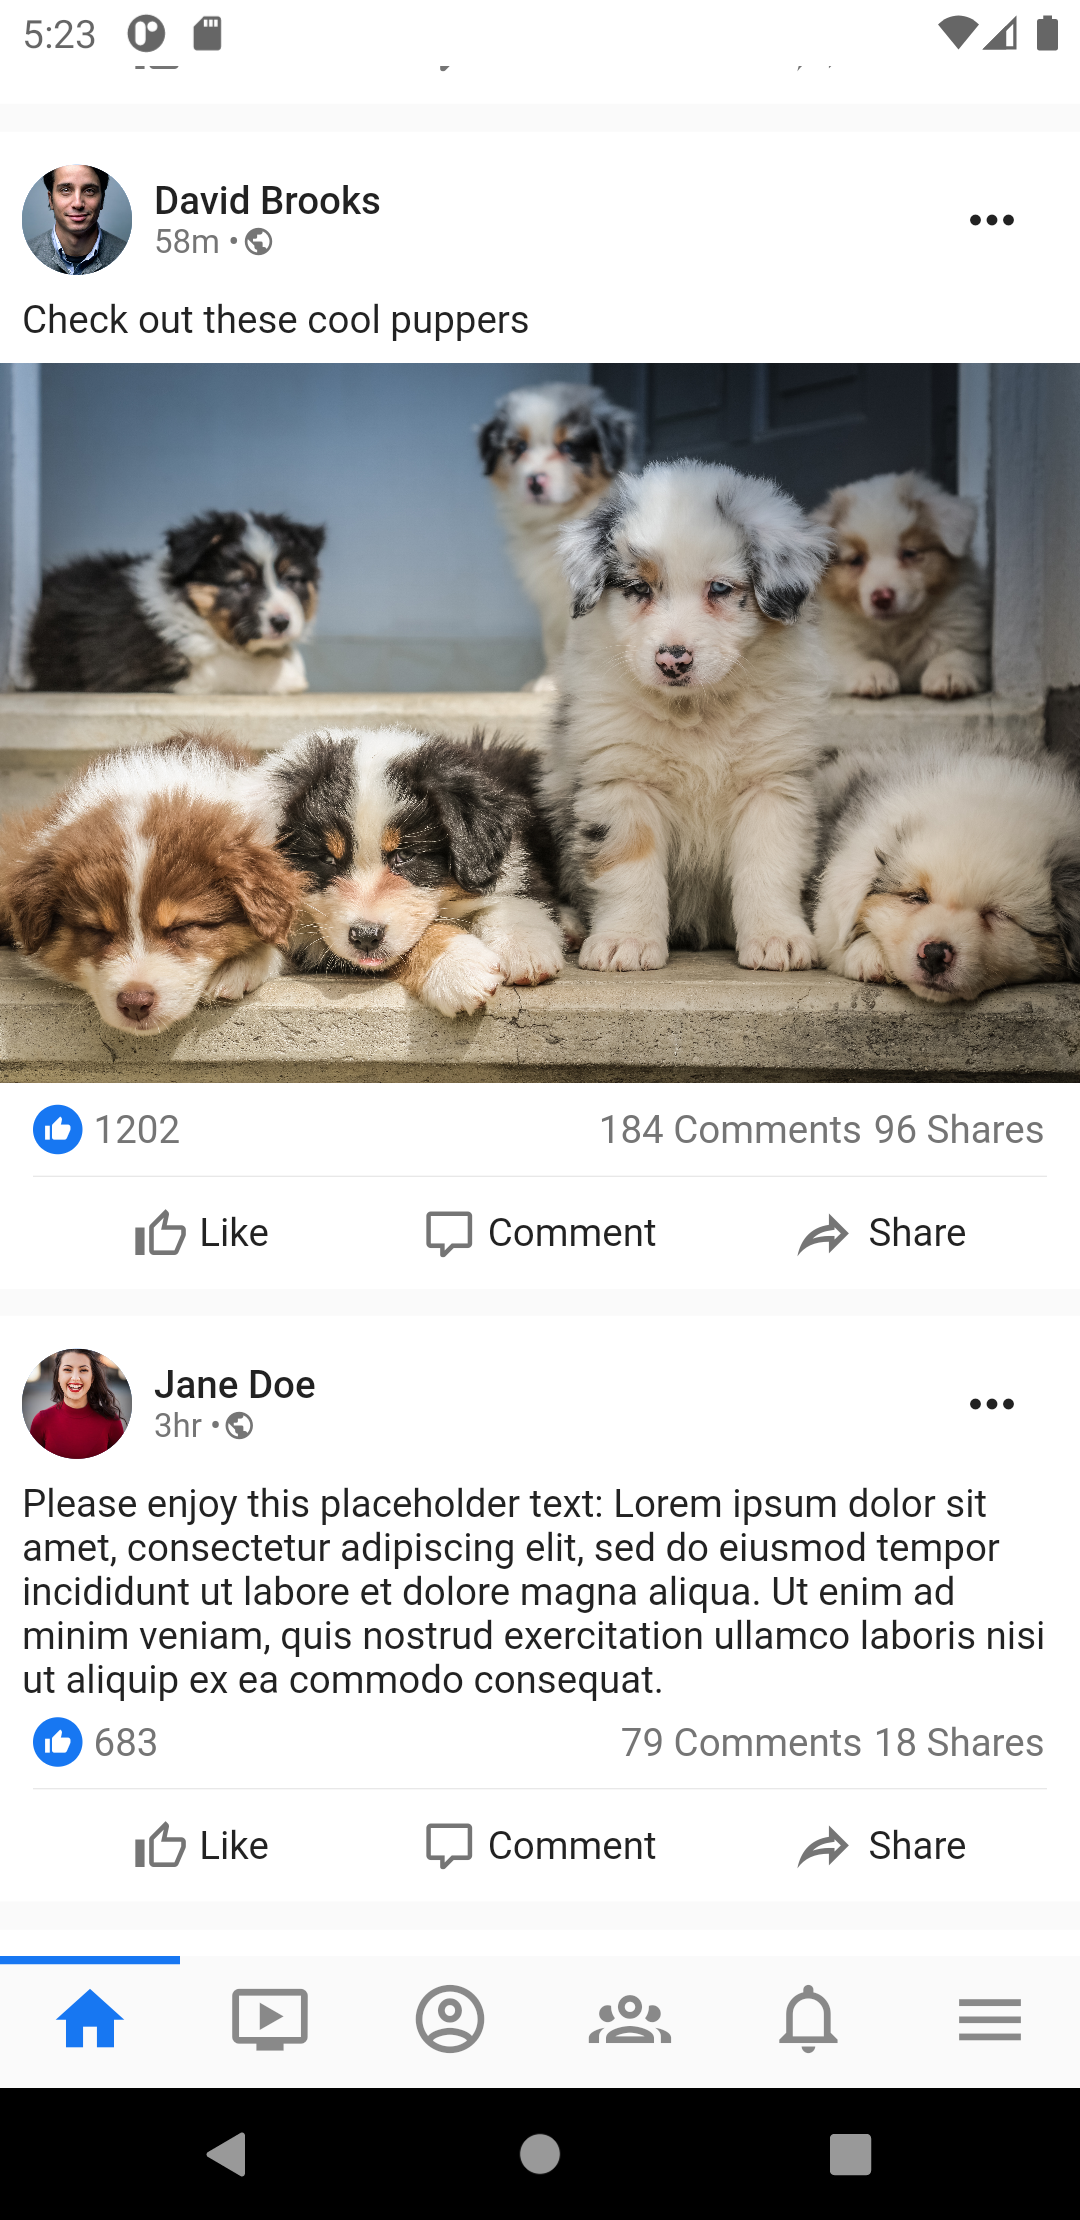 5:23
David Brooks
58m •
Check out these cool puppers
1202
184 Comments 96 Shares
Like Comment Share
Jane Doe
3hr •
Please enjoy this placeholder text: Lorem ipsum dolor sit
amet, consectetur adipiscing elit, sed do eiusmod tempor
incididunt ut labore et dolore magna aliqua. Ut enim ad
minim veniam, quis nostrud exercitation ullamco laboris nisi
ut aliquip ex ea commodo consequat.
683
79 Comments 18 Shares
Like Comment Share